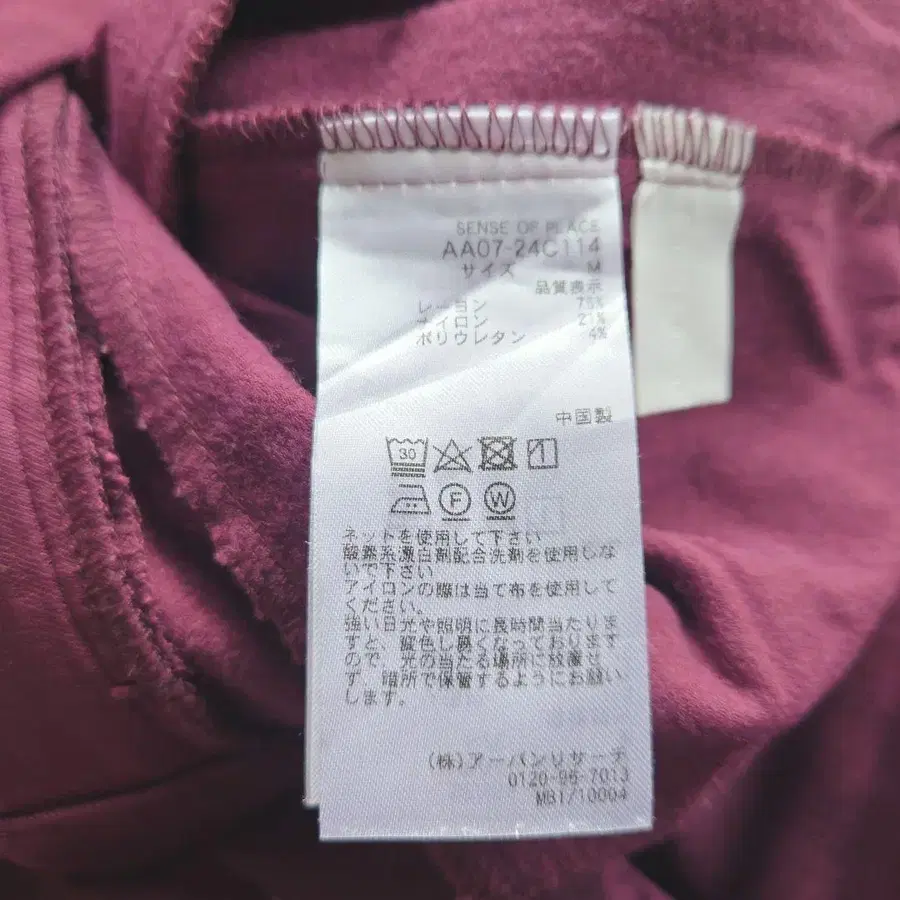 SENSE OF PLACE
AA07-24C114
サイズ M
品質表示
レーヨン 75%
ナイロン 21%
ポリウレタン 4%
中国製
30
F W
ネットを使用して下さい
酸素系漂白剤配合洗剤を使用しな
いで下さい
アイロンの際は当て布を使用して
ください。
強い日光や照明に長時間当たりま
すと、変色し易くなっております
ので、光の当たる場所に放置せ
ず、暗所で保管するようにお願い
します。
(株)アーバンリサーチ
0120-96-7013
MB1/10004